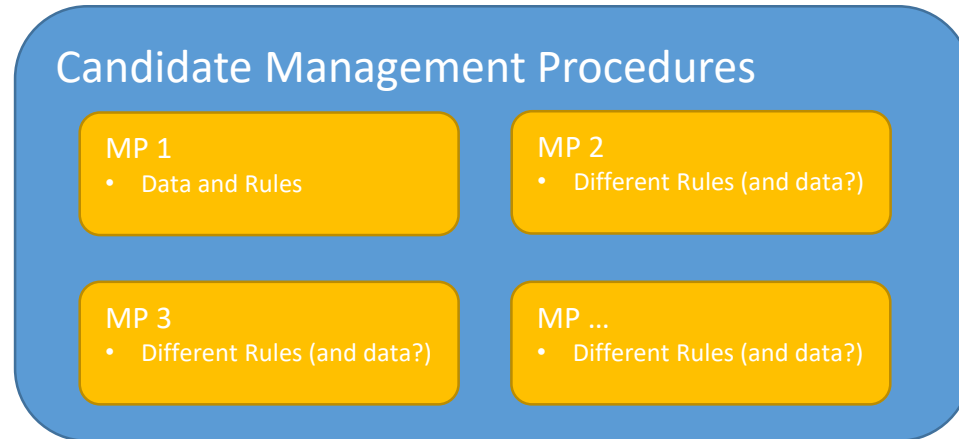 Candidate Management Procedures
MP 1
• Data and Rules
MP 2
• Different Rules (and data?)
MP 3
• Different Rules (and data?)
MP ...
• Different Rules (and data?)